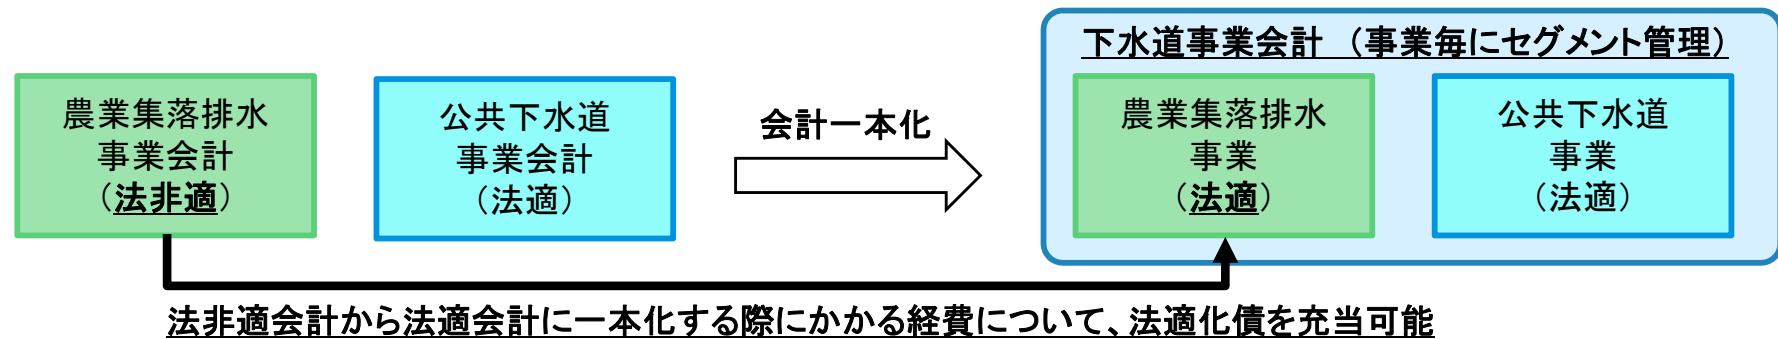 農業集落排水
事業会計
（法非適）
公共下水道
事業会計
（法適）
会計一本化
下水道事業会計　（事業毎にセグメント管理）
農業集落排水
事業
（法適）
公共下水道
事業
（法適）
法非適会計から法適会計に一本化する際にかかる経費について、法適化債を充当可能